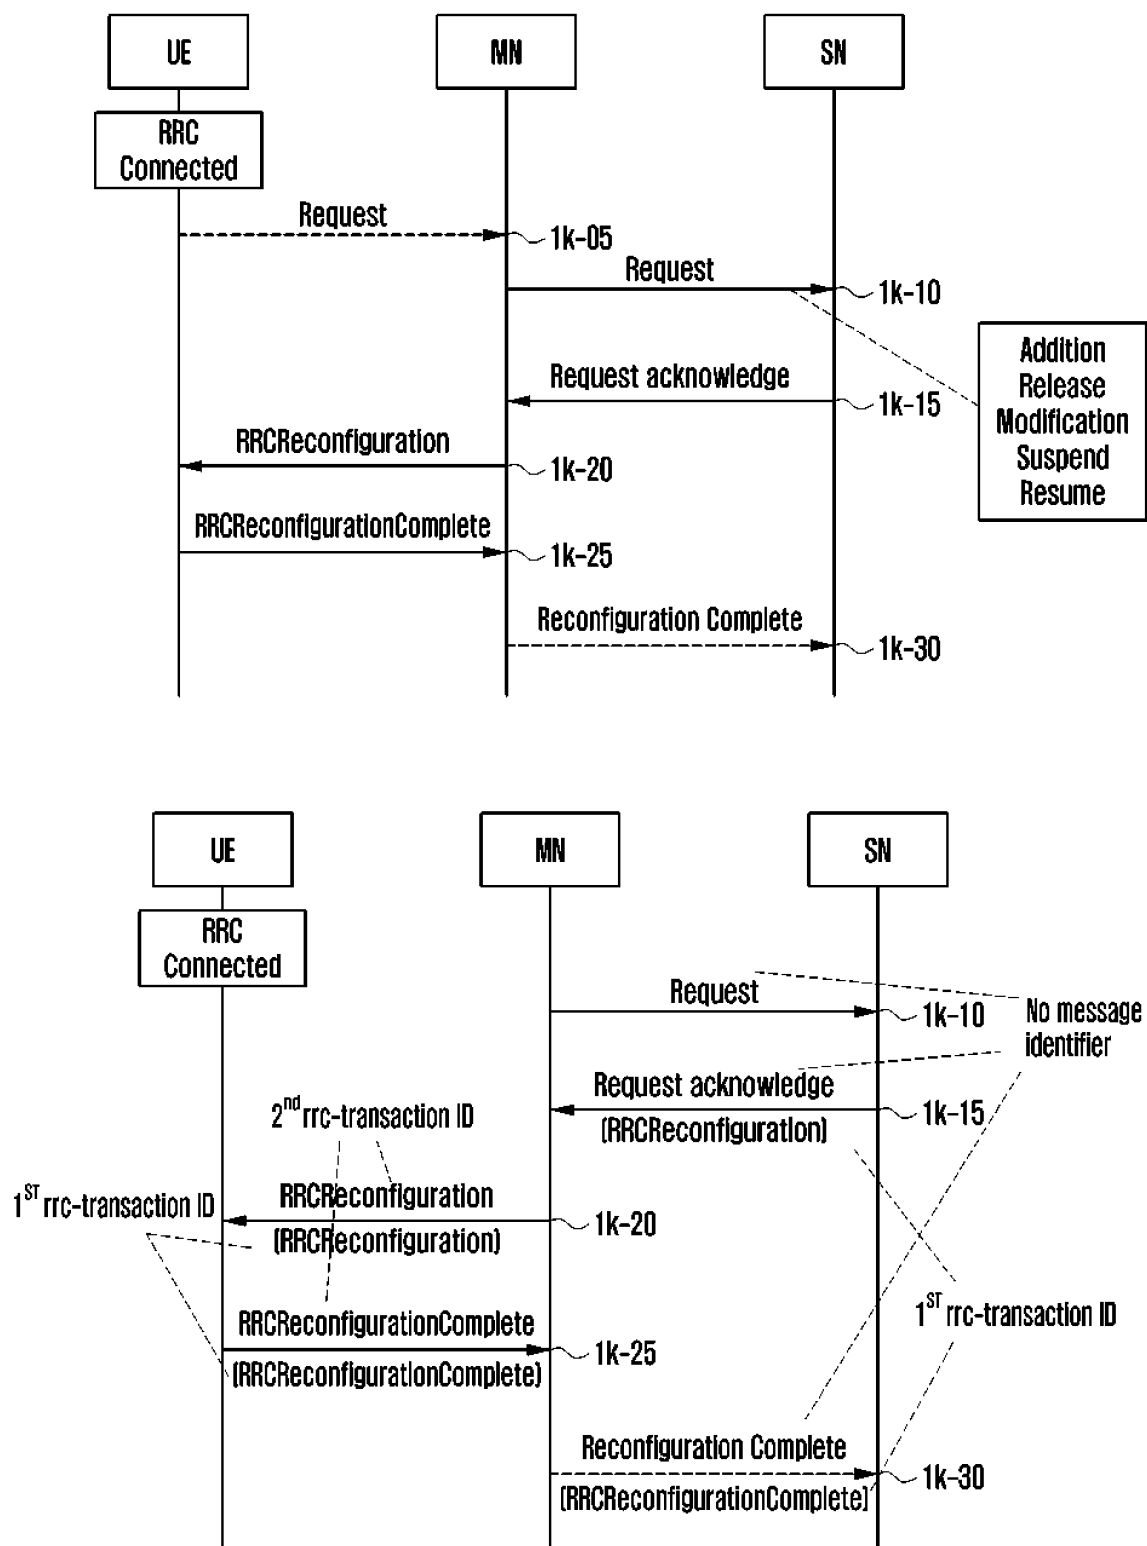 UE
MN
SN
RRC
Connected
Request
1k-05
Request
1k-10
Addition
Release
Modification
Suspend
Resume
Request acknowledge
1k-15
RRCReconfiguration
1k-20
RRCReconfigurationComplete
1k-25
Reconfiguration Complete
1k-30
UE
MN
SN
RRC
Connected
Request
1k-10
No message
identifier
Request acknowledge
1k-15
(RRCReconfiguration)
2nd rrc-transaction ID
RRCReconfiguration
1ST rrc-transaction ID
1k-20
(RRCReconfiguration)
1ST rrc-transaction ID
RRCReconfigurationComplete
1k-25
(RRCReconfigurationComplete)
Reconfiguration Complete
1k-30
(RRCReconfigurationComplete)